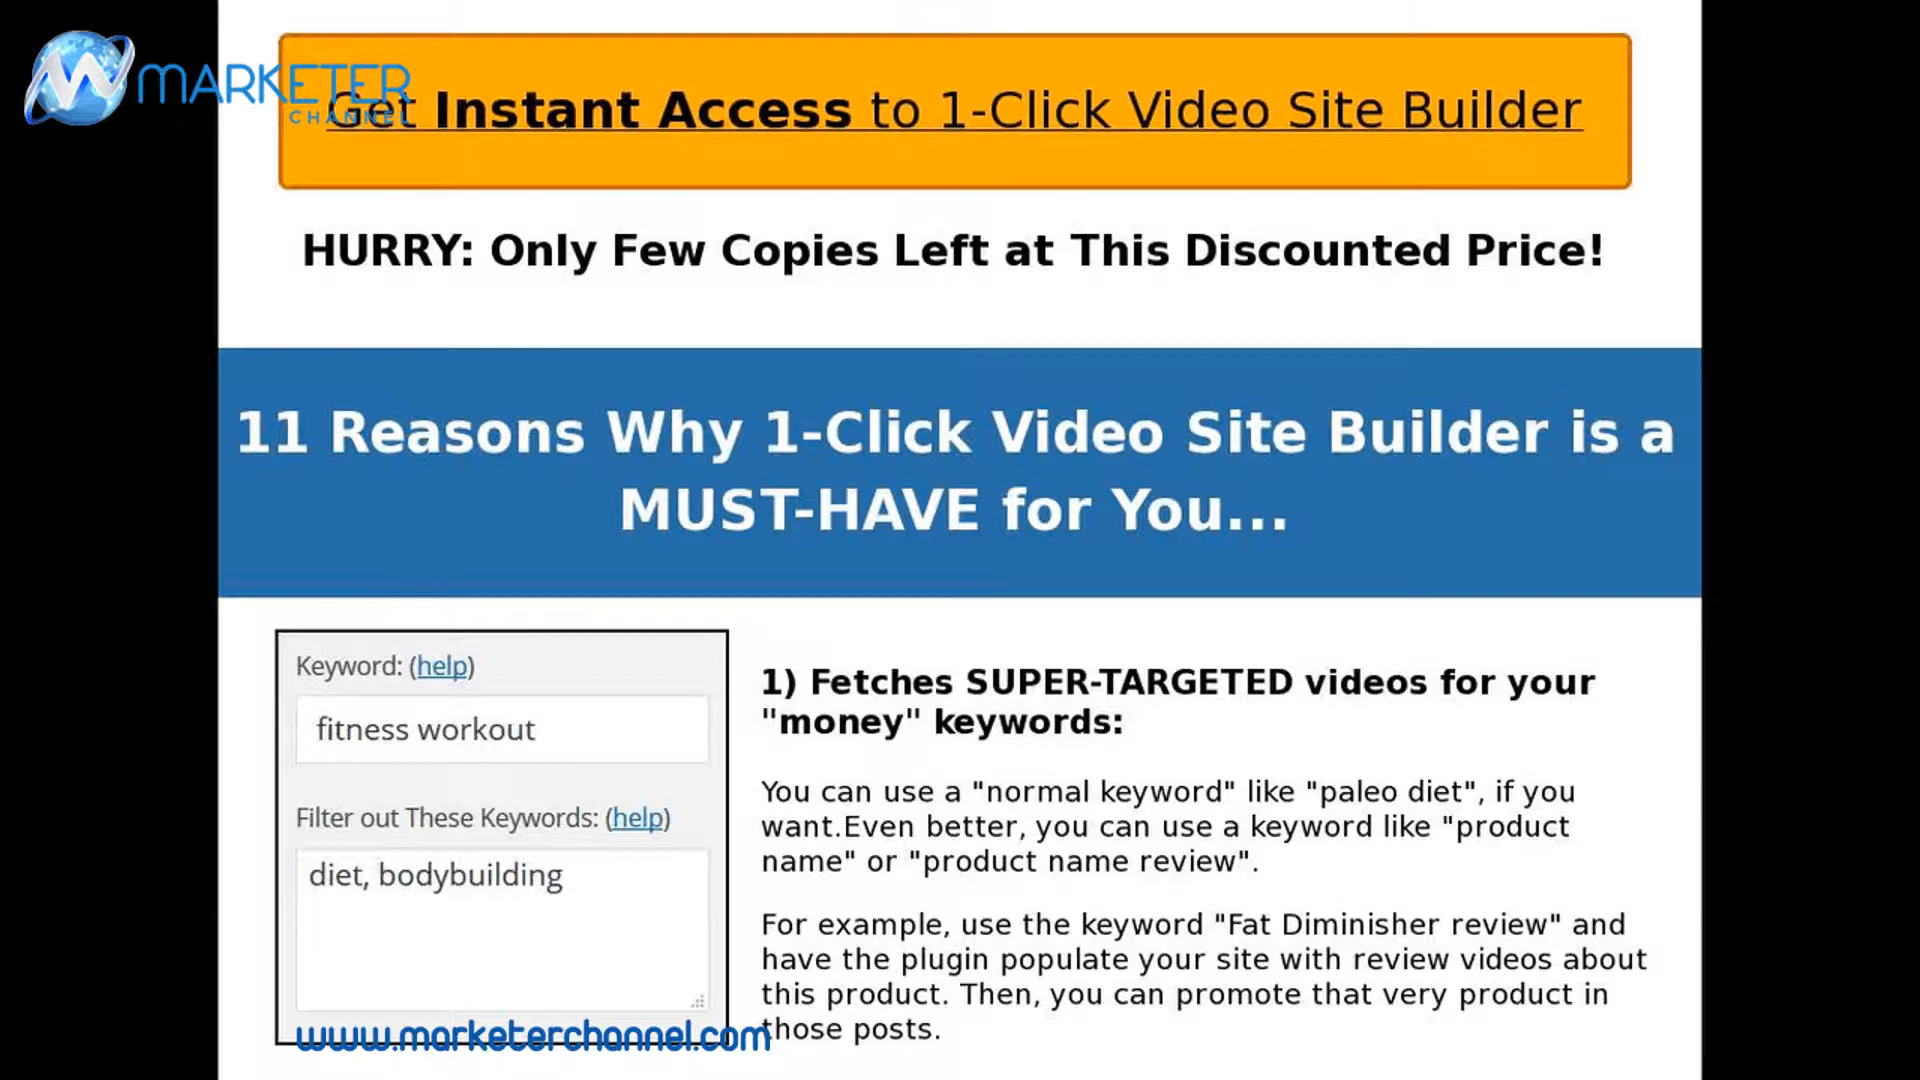 MARKETER
CHANNEL
Get Instant Access to 1-Click Video Site Builder
HURRY: Only Few Copies Left at This Discounted Price!
11 Reasons Why 1-Click Video Site Builder is a
MUST-HAVE for You...
Keyword: (help)
fitness workout
Filter out These Keywords: (help)
diet, bodybuilding
1) Fetches SUPER-TARGETED videos for your
"money" keywords:
You can use a "normal keyword" like "paleo diet", if you
want.Even better, you can use a keyword like "product
name" or "product name review".
For example, use the keyword "Fat Diminisher review" and
have the plugin populate your site with review videos about
this product. Then, you can promote that very product in
those posts.
www.marketerchannel.com